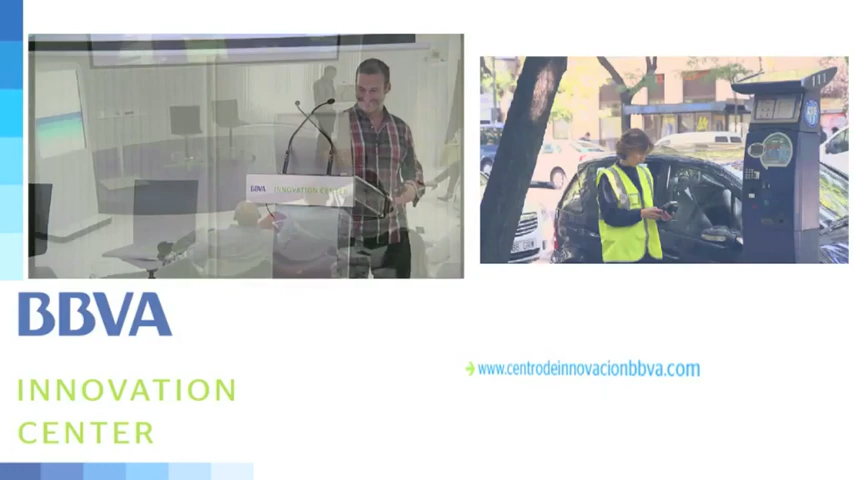 BBVA INNOVATION CENTER
BBVA
INNOVATION
CENTER
www.centrodeinnovacionbbva.com